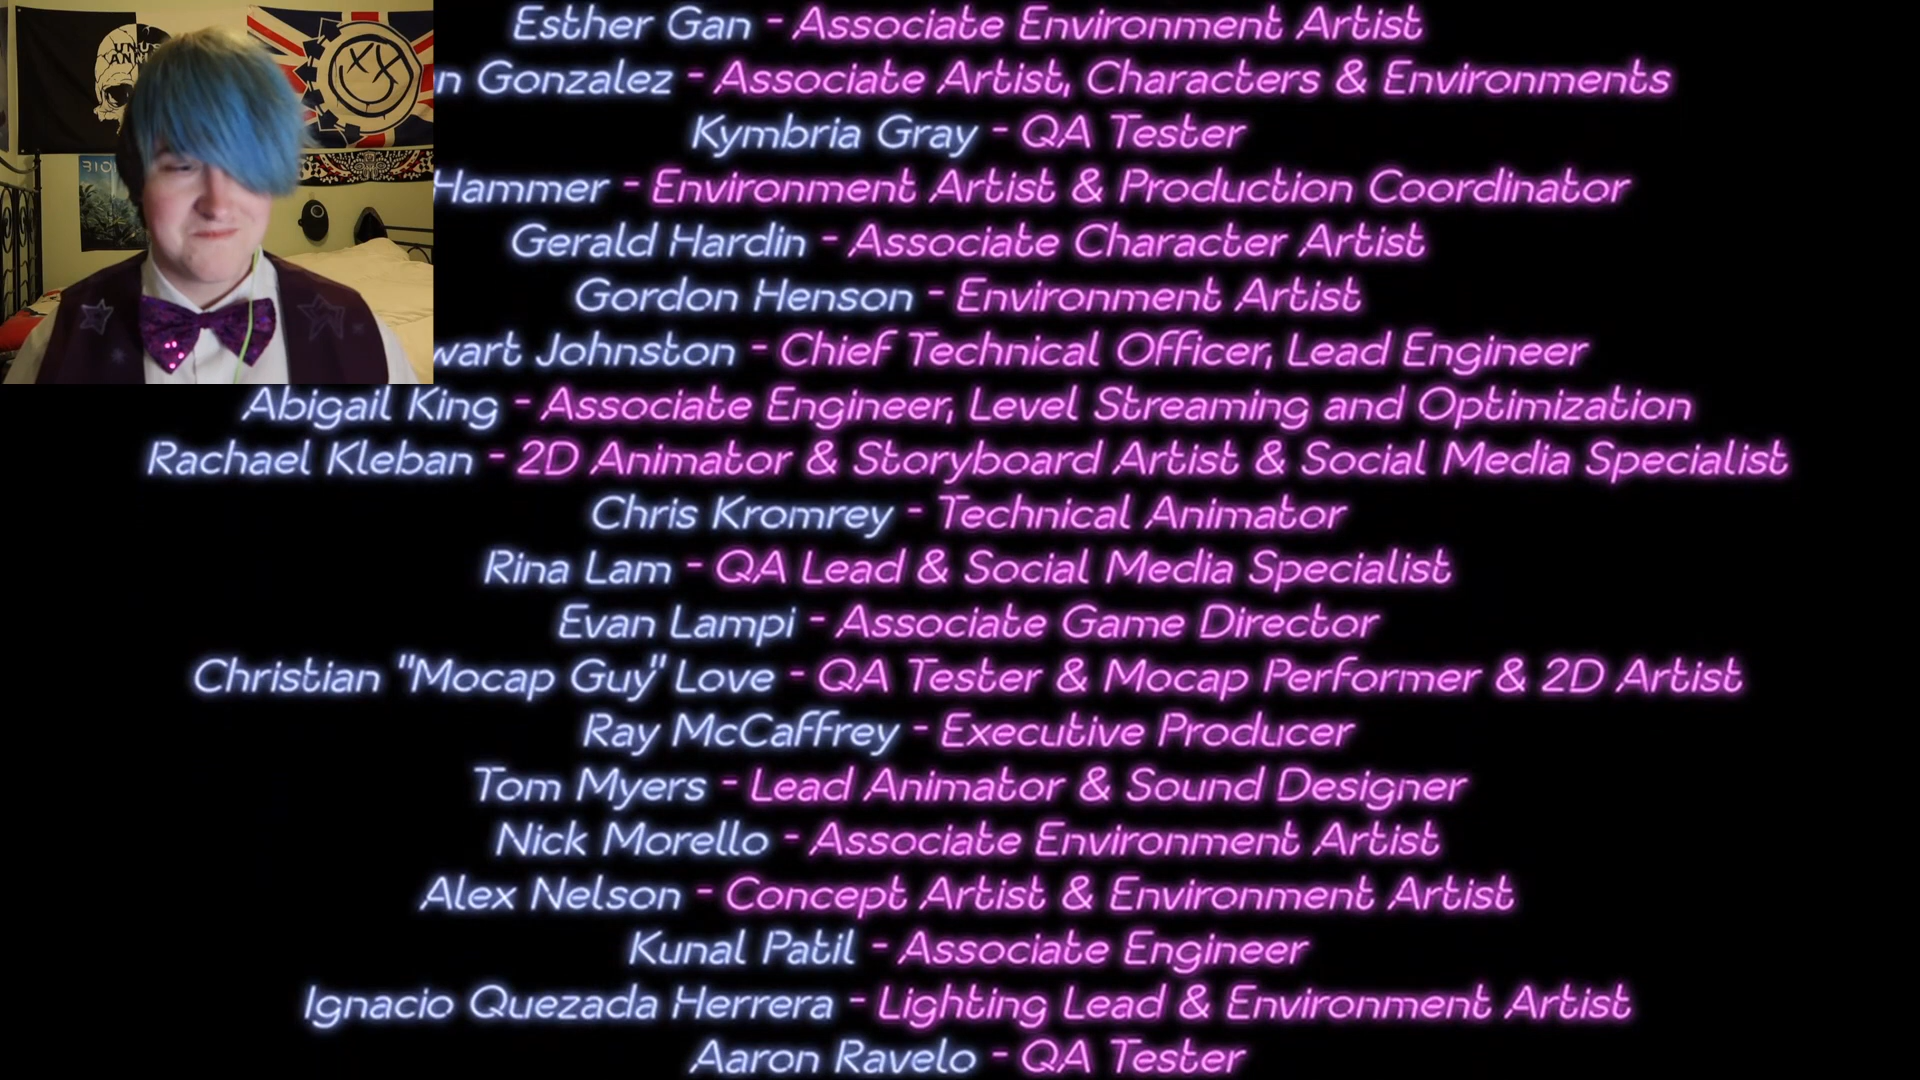 Esther Gan - Associate Environment Artist
n Gonzalez - Associate Artist, Characters & Environments
Kymbria Gray - QA Tester
Hammer - Environment Artist & Production Coordinator
Gerald Hardin - Associate Character Artist
Gordon Henson - Environment Artist
wart Johnston - Chief Technical Officer, Lead Engineer
Abigail King - Associate Engineer, Level Streaming and Optimization
Rachael Kleban - 2D Animator & Storyboard Artist & Social Media Specialist
Chris Kromrey - Technical Animator
Rina Lam - QA Lead & Social Media Specialist
Evan Lampi - Associate Game Director
Christian "Mocap Guy" Love - QA Tester & Mocap Performer & 2D Artist
Ray McCaffrey - Executive Producer
Tom Myers - Lead Animator & Sound Designer
Nick Morello - Associate Environment Artist
Alex Nelson - Concept Artist & Environment Artist
Kunal Patil - Associate Engineer
Ignacio Quezada Herrera - Lighting Lead & Environment Artist
Aaron Ravelo - QA Tester